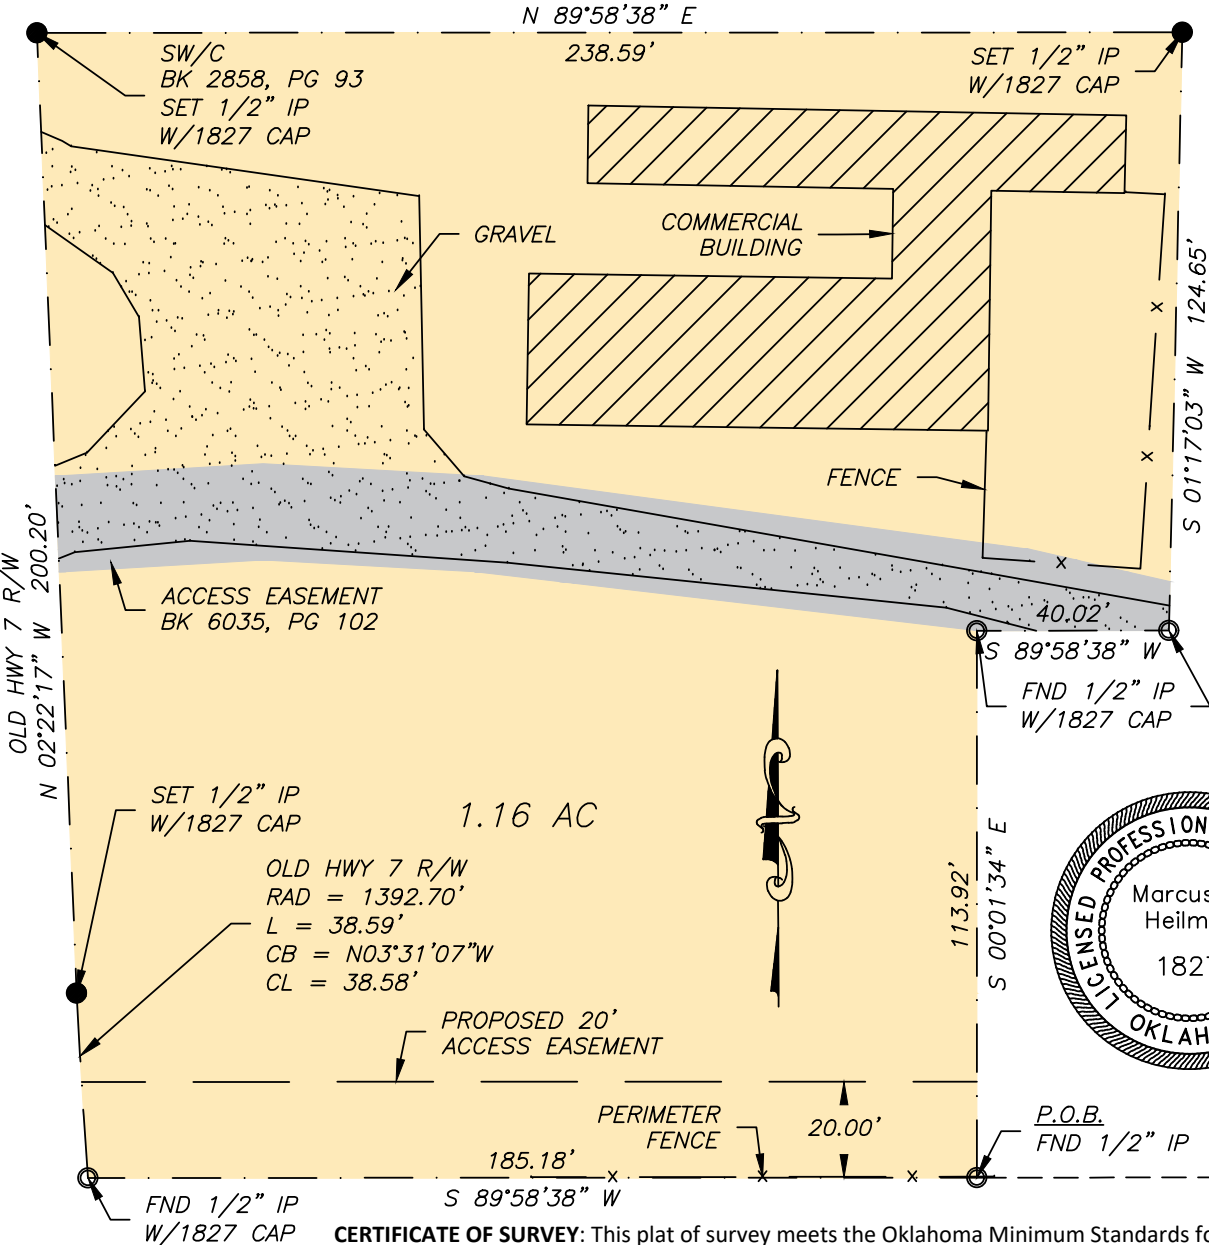 N 89°58'38" E
238.59'
SW/C
BK 2858, PG 93
SET 1/2" IP
W/1827 CAP
SET 1/2" IP
W/1827 CAP
GRAVEL
COMMERCIAL
BUILDING
S 01°17'03" W 124.65'
FENCE
OLD HWY 7 R/W
N 02°22'17" W 200.20'
ACCESS EASEMENT
BK 6035, PG 102
40.02'
S 89°58'38" W
FND 1/2" IP
W/1827 CAP
SET 1/2" IP
W/1827 CAP
1.16 AC
OLD HWY 7 R/W
RAD = 1392.70'
L = 38.59'
CB = N03°31'07"W
CL = 38.58'
113.92'
S 00°01'34" E
LICENSED PROFESSION
Marcus
Heilm
182
OKLAH
PROPOSED 20'
ACCESS EASEMENT
PERIMETER
FENCE
20.00'
P.O.B.
FND 1/2" IP
185.18'
S 89°58'38" W
FND 1/2" IP
W/1827 CAP
CERTIFICATE OF SURVEY: This plat of survey meets the Oklahoma Minimum Standards fo